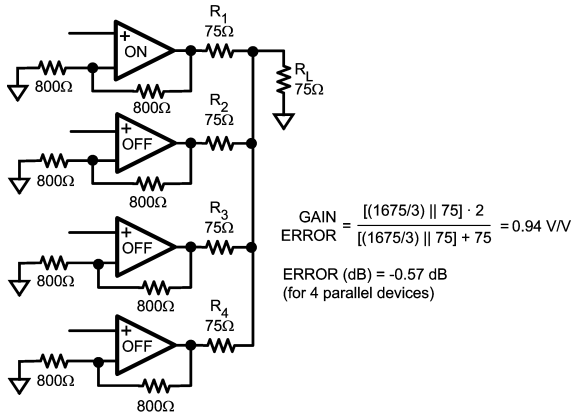 R1
75Ω
+
ON
800Ω
800Ω
RL
75Ω
R2
75Ω
+
OFF
800Ω
800Ω
R3
75Ω
+
OFF
800Ω
800Ω
R4
75Ω
+
OFF
800Ω
800Ω
GAIN ERROR = [(1675/3) || 75] · 2 / [(1675/3) || 75] + 75 = 0.94 V/V
ERROR (dB) = -0.57 dB
(for 4 parallel devices)